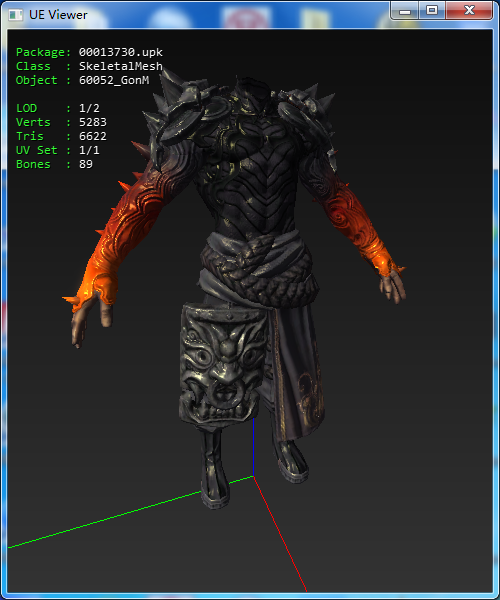 UE Viewer
Package: 00013730.upk
Class : SkeletalMesh
Object : 60052_GonM
LOD : 1/2
Verts : 5283
Tris : 6622
UV Set : 1/1
Bones : 89